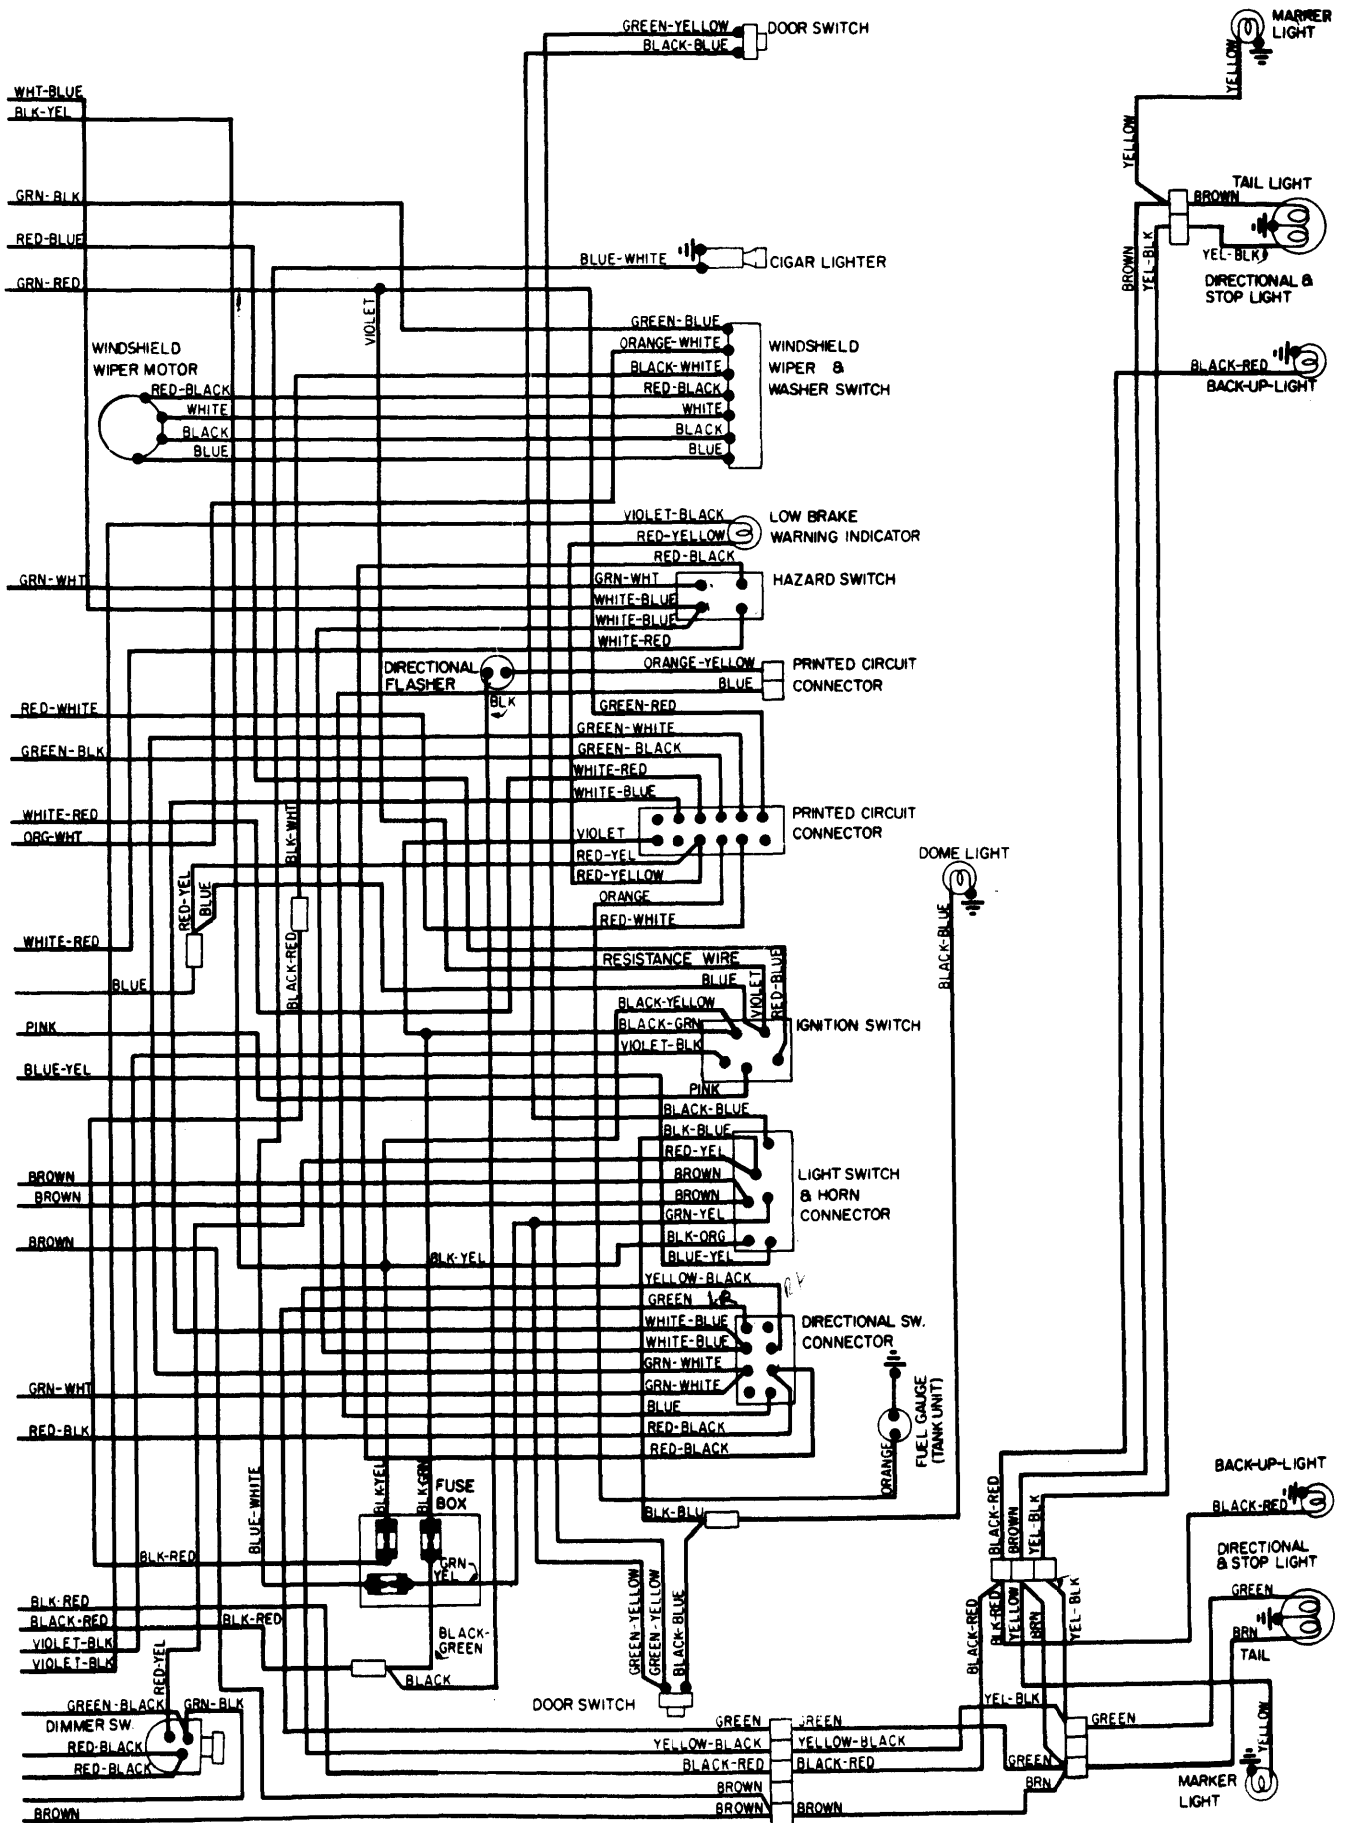 GREEN-YELLOW
DOOR SWITCH
BLACK-BLUE
MARKER
LIGHT
YELLOW
WHT-BLUE
BLK-YEL
YELLOW
TAIL LIGHT
BROWN
GRN-BLK
RED-BLUE
BROWN
YEL-BLK
YEL-BLK
DIRECTIONAL &
STOP LIGHT
BLUE-WHITE
CIGAR LIGHTER
GRN-RED
VIOLET
GREEN-BLUE
ORANGE-WHITE
BLACK-WHITE
RED-BLACK
WHITE
BLACK
BLUE
WINDSHIELD
WIPER &
WASHER SWITCH
WINDSHIELD
WIPER MOTOR
RED-BLACK
WHITE
BLACK
BLUE
BLACK-RED
BACK-UP-LIGHT
VIOLET-BLACK
RED-YELLOW
LOW BRAKE
WARNING INDICATOR
RED-BLACK
GRN-WHT
GRN-WHT
WHITE-BLUE
WHITE-BLUE
WHITE-RED
HAZARD SWITCH
DIRECTIONAL
FLASHER
BLK
ORANGE-YELLOW
BLUE
PRINTED CIRCUIT
CONNECTOR
RED-WHITE
GREEN-RED
GREEN-WHITE
GREEN-BLK
GREEN-BLACK
WHITE-RED
WHITE-BLUE
WHITE-RED
ORG-WHT
BLK-WHT
VIOLET
RED-YEL
RED-YELLOW
ORANGE
RED-WHITE
PRINTED CIRCUIT
CONNECTOR
DOME LIGHT
BLACK-BLUE
RED-YEL
BLUE
WHITE-RED
BLACK-RED
BLUE
RESISTANCE WIRE
BLUE
VIOLET
RED-BLUE
BLACK-YELLOW
BLACK-GRN
VIOLET-BLK
PINK
IGNITION SWITCH
PINK
BLUE-YEL
BLACK-BLUE
BLK-BLUE
RED-YEL
BROWN
BROWN
GRN-YEL
BLK-ORG
BLUE-YEL
LIGHT SWITCH
& HORN
CONNECTOR
BROWN
BROWN
BROWN
BLK-YEL
YELLOW-BLACK
GREEN
WHITE-BLUE
WHITE-BLUE
GRN-WHITE
GRN-WHITE
BLUE
RED-BLACK
RED-BLACK
DIRECTIONAL SW.
CONNECTOR
GRN-WHT
RED-BLK
ORANGE
FUEL GAUGE
(TANK UNIT)
BLUE-WHITE
BLK-YEL
BLK-GRN
FUSE
BOX
BLK-BLU
BLACK-RED
BROWN
YEL-BLK
BACK-UP-LIGHT
BLACK-RED
BLK-RED
GRN
YEL
DIRECTIONAL
& STOP LIGHT
GREEN
BRN
TAIL
BLK-RED
BLACK-RED
BLK-RED
VIOLET-BLK
VIOLET-BLK
RED-YEL
BLACK-
GREEN
BLACK
GREEN-YELLOW
GREEN-YELLOW
BLACK-BLUE
DOOR SWITCH
BLACK-RED
BLK-RED
YELLOW
BRN
YEL-BLK
YEL-BLK
GREEN-BLACK
GRN-BLK
DIMMER SW.
RED-BLACK
RED-BLACK
BROWN
GREEN
YELLOW-BLACK
BLACK-RED
BROWN
BROWN
GREEN
YELLOW-BLACK
BLACK-RED
BROWN
GREEN
GREEN
BRN
YELLOW
MARKER
LIGHT